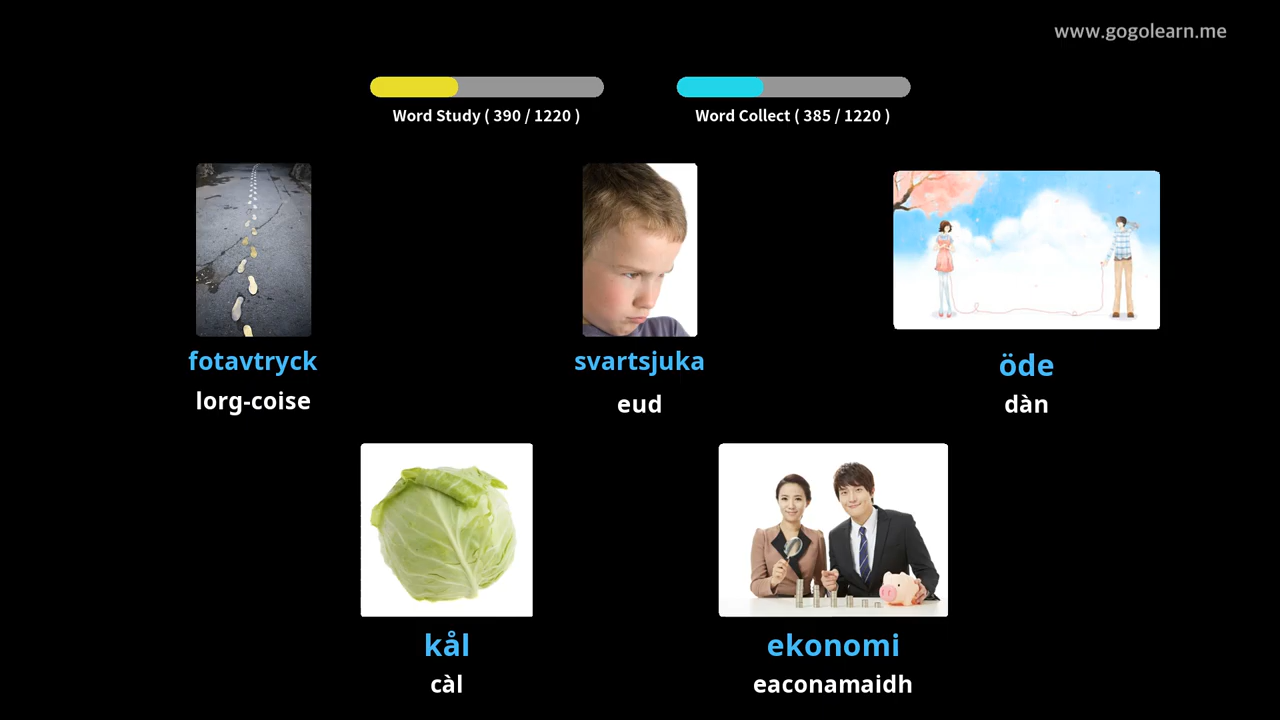 www.gogolearn.me
Word Study ( 390 / 1220 )
Word Collect ( 385 / 1220 )
fotavtryck
lorg-coise
svartsjuka
eud
öde
dàn
kål
càl
ekonomi
eaconamaidh